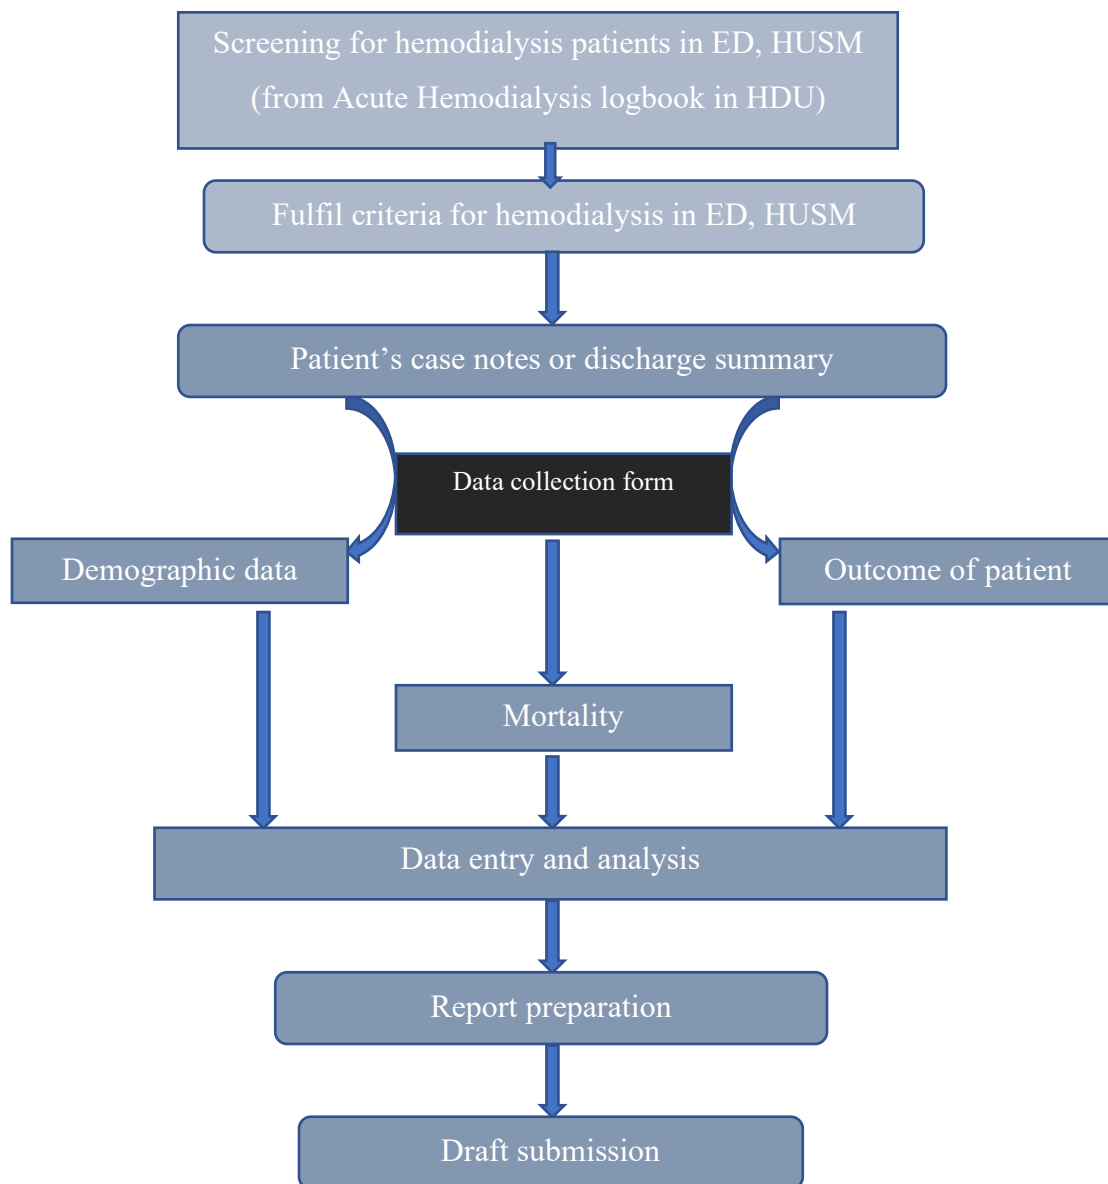 Screening for hemodialysis patients in ED, HUSM
(from Acute Hemodialysis logbook in HDU)
Fulfil criteria for hemodialysis in ED, HUSM
Patient’s case notes or discharge summary
Data collection form
Demographic data
Outcome of patient
Mortality
Data entry and analysis
Report preparation
Draft submission